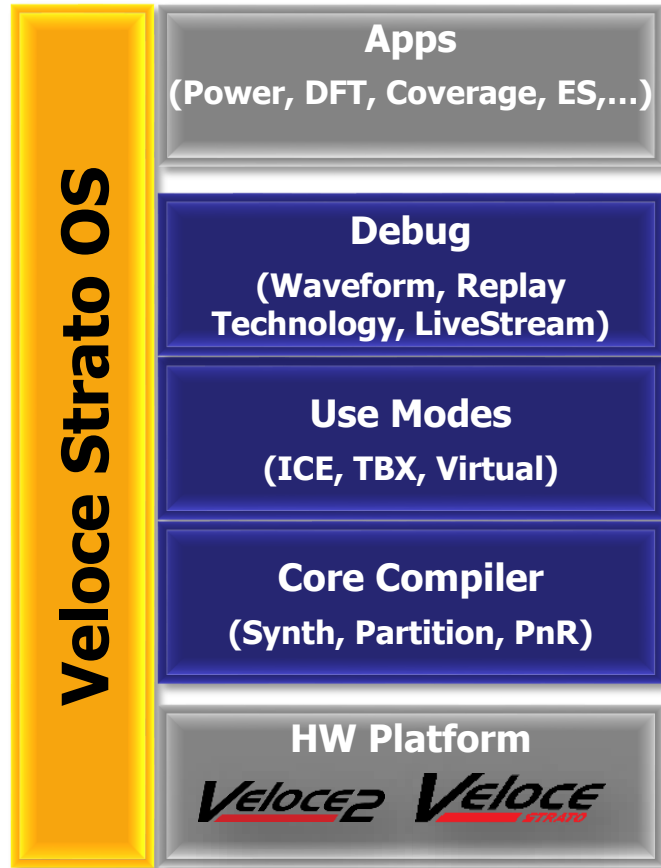 Veloce Strato OS
Apps
(Power, DFT, Coverage, ES,...)
Debug
(Waveform, Replay
Technology, LiveStream)
Use Modes
(ICE, TBX, Virtual)
Core Compiler
(Synth, Partition, PnR)
HW Platform
Veloce2
Veloce
STRATO